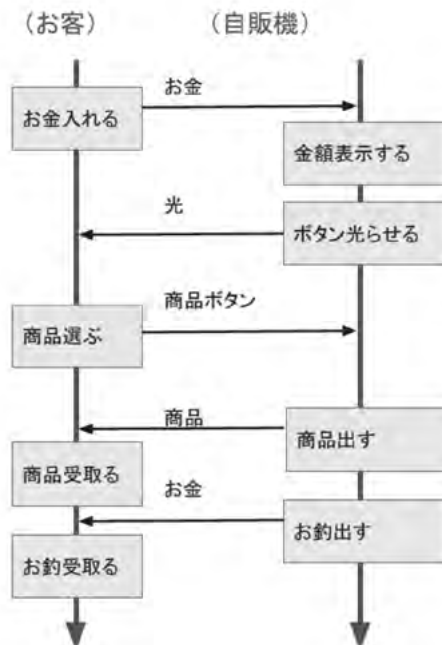 （お客）
（自販機）
お金
お金入れる
金額表示する
光
ボタン光らせる
商品ボタン
商品選ぶ
商品
商品出す
商品受取る
お金
お釣出す
お釣受取る